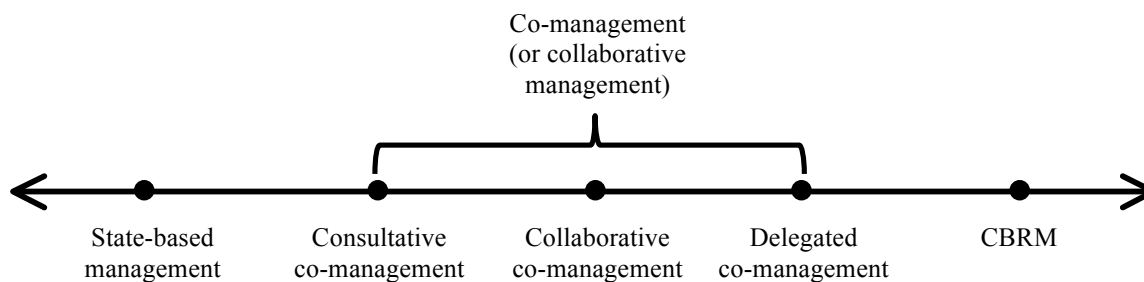 Co-management
(or collaborative
management)
State-based
management
Consultative
co-management
Collaborative
co-management
Delegated
co-management
CBRM